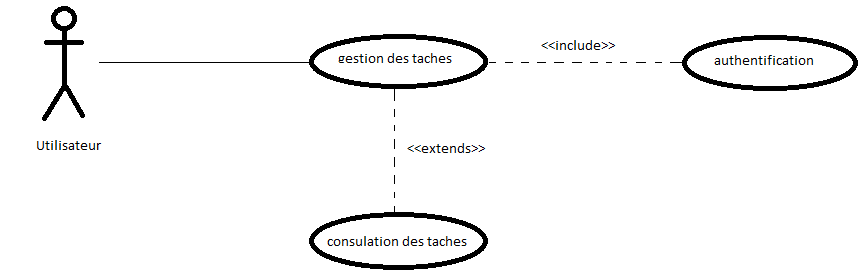 gestion des taches
<<include>>
authentification
Utilisateur
<<extends>>
consulation des taches